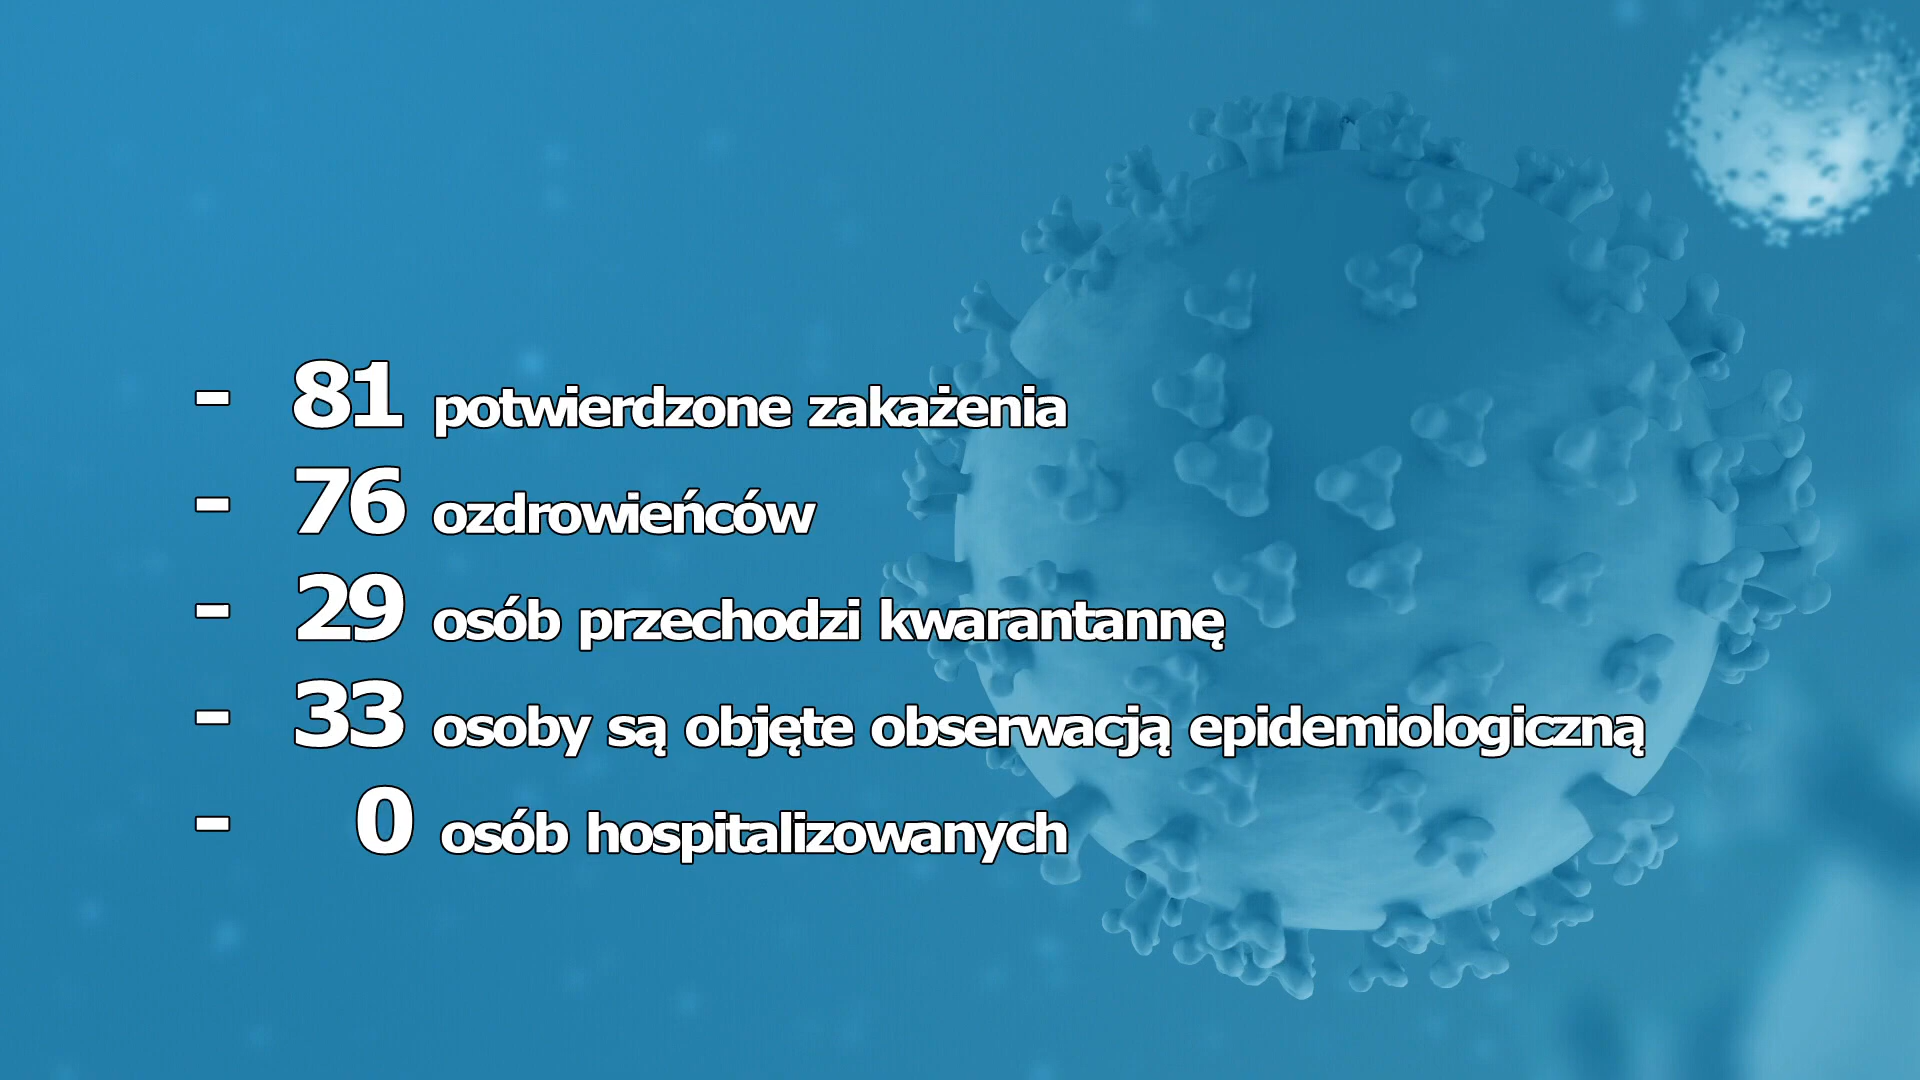 - 81 potwierdzone zakażenia
- 76 ozdrowieńców
- 29 osób przechodzi kwarantannę
- 33 osoby są objęte obserwacją epidemiologiczną
- 0 osób hospitalizowanych